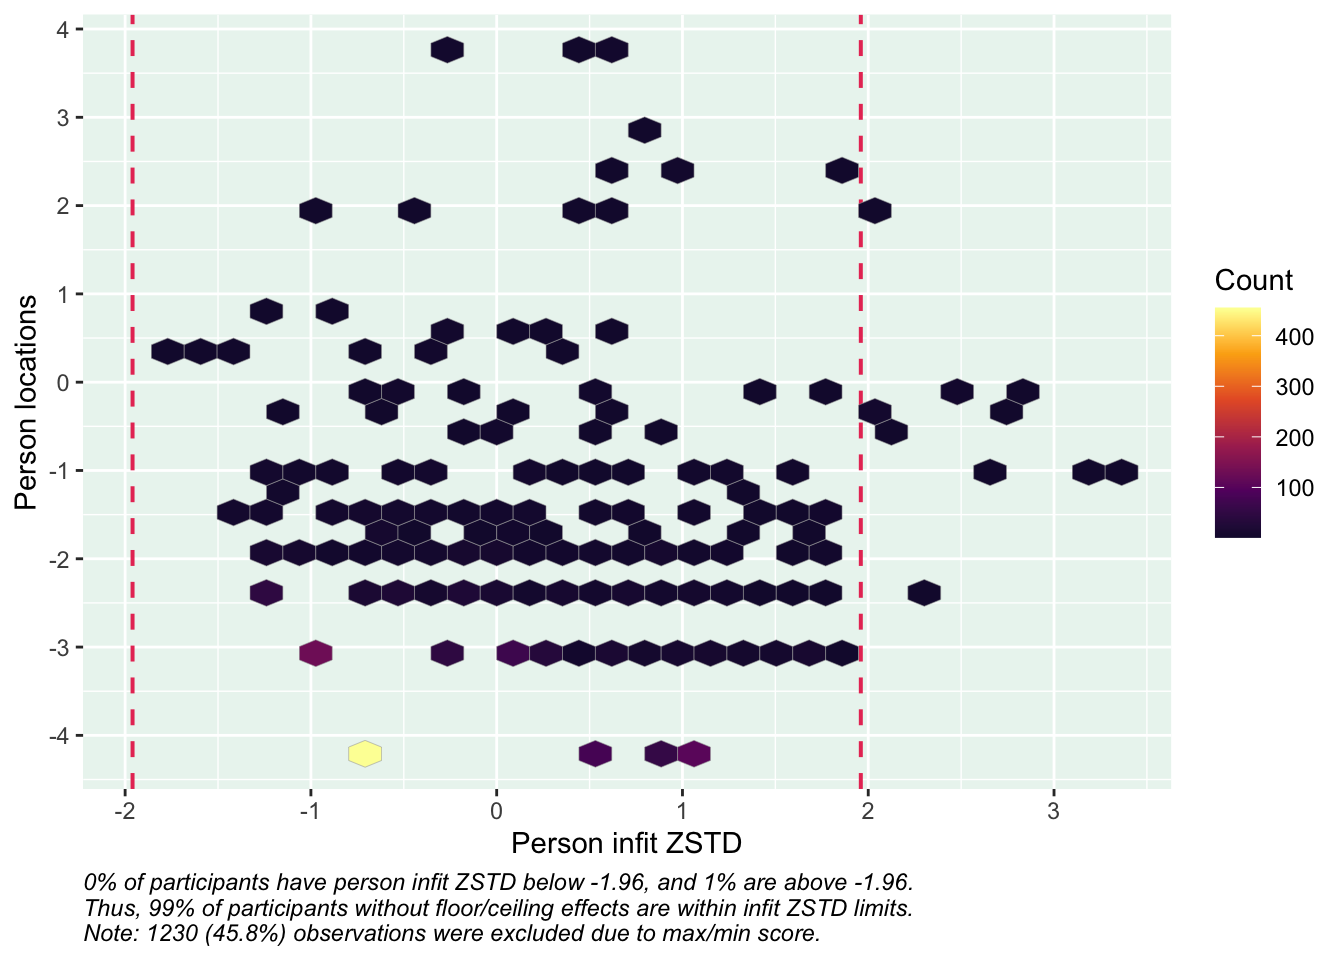 4
3
2
1
0
-1
-2
-3
-4
Person locations
-2 -1 0 1 2 3
Person infit ZSTD
Count
400
300
200
100
0% of participants have person infit ZSTD below -1.96, and 1% are above -1.96.
Thus, 99% of participants without floor/ceiling effects are within infit ZSTD limits.
Note: 1230 (45.8%) observations were excluded due to max/min score.